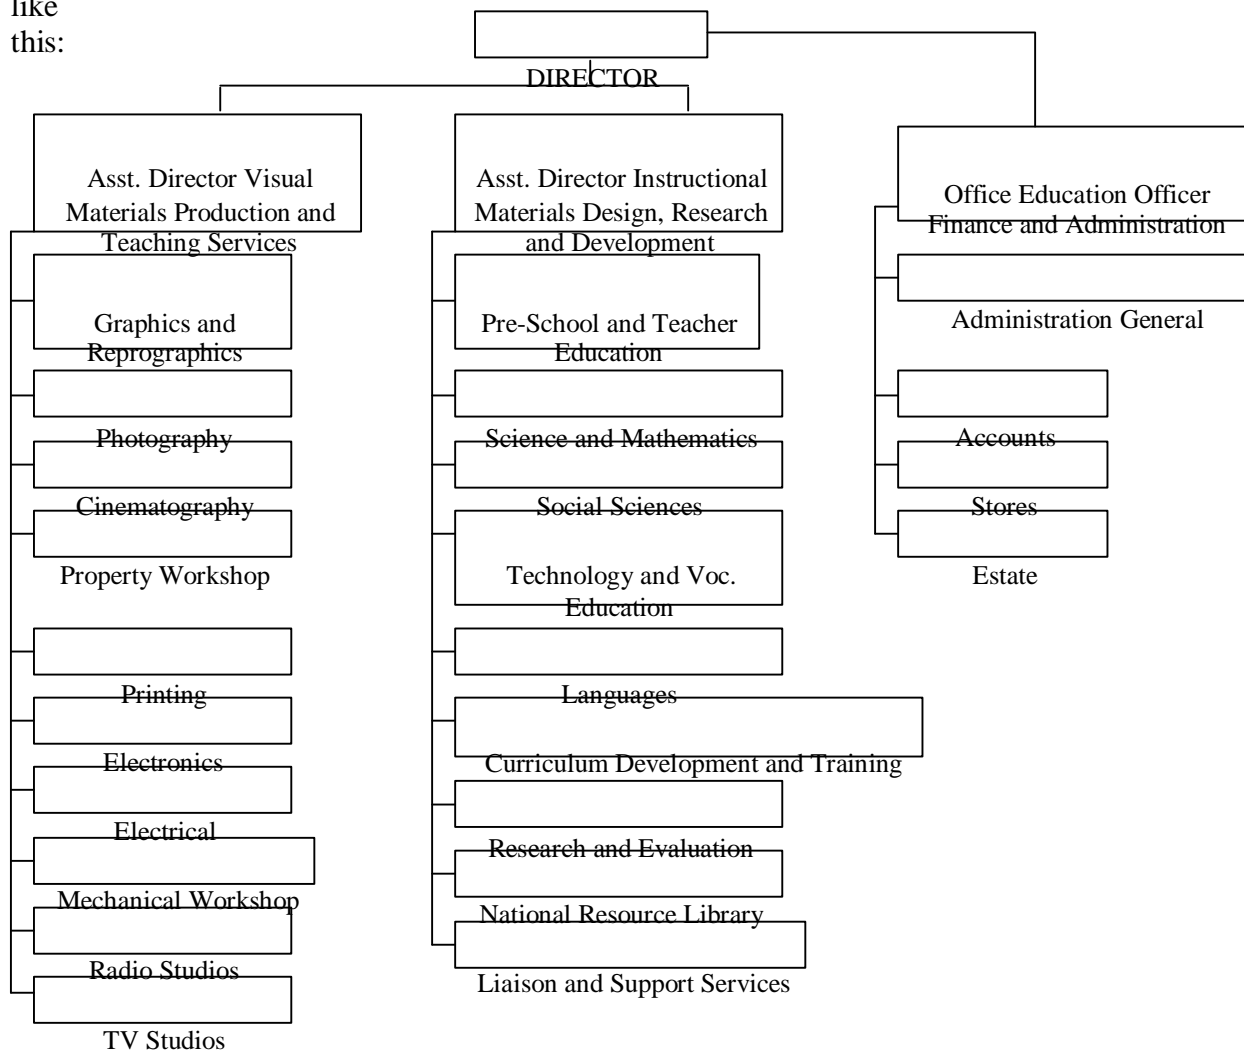 like
this:
DIRECTOR
Asst. Director Visual
Materials Production and
Teaching Services
Graphics and
Reprographics
Photography
Cinematography
Property Workshop
Printing
Electronics
Electrical
Mechanical Workshop
Radio Studios
TV Studios
Asst. Director Instructional
Materials Design, Research
and Development
Pre-School and Teacher
Education
Science and Mathematics
Social Sciences
Technology and Voc.
Education
Languages
Curriculum Development and Training
Research and Evaluation
National Resource Library
Liaison and Support Services
Office Education Officer
Finance and Administration
Administration General
Accounts
Stores
Estate